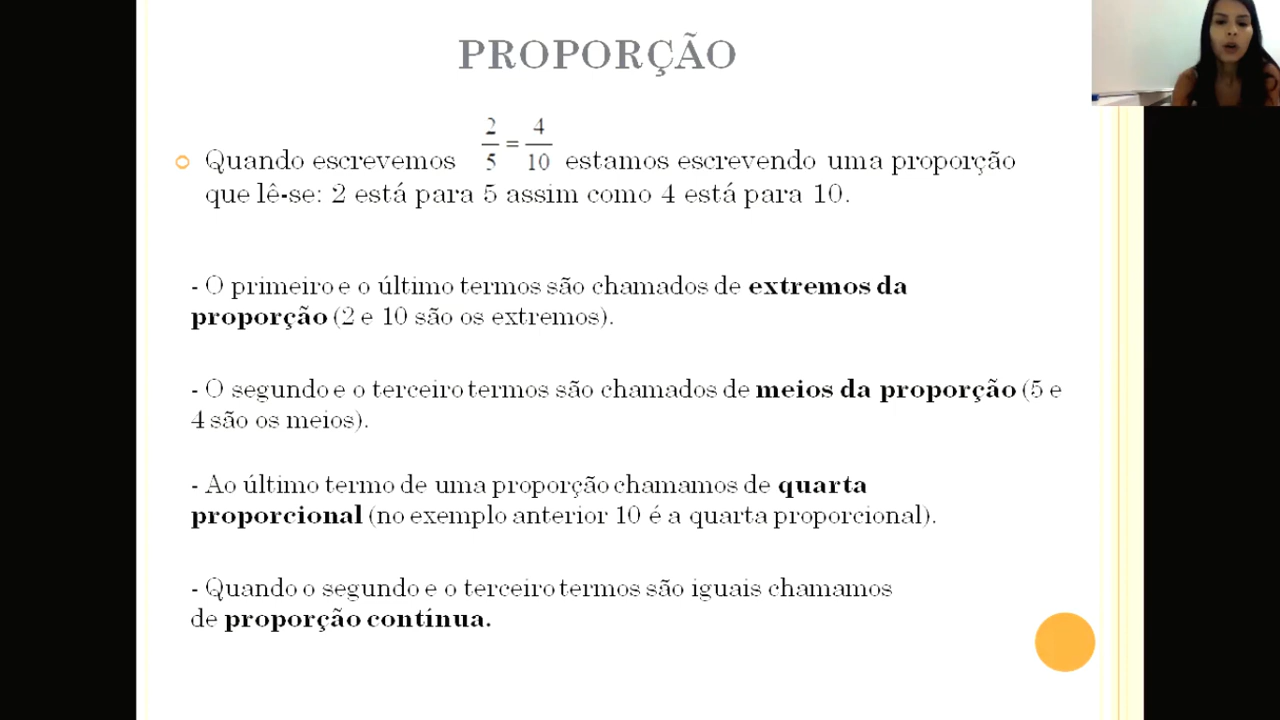 PROPORÇÃO
Quando escrevemos 2/5 = 4/10 estamos escrevendo uma proporção
que lê-se: 2 está para 5 assim como 4 está para 10.
- O primeiro e o último termos são chamados de extremos da
proporção (2 e 10 são os extremos).
- O segundo e o terceiro termos são chamados de meios da proporção (5 e
4 são os meios).
- Ao último termo de uma proporção chamamos de quarta
proporcional (no exemplo anterior 10 é a quarta proporcional).
- Quando o segundo e o terceiro termos são iguais chamamos
de proporção contínua.